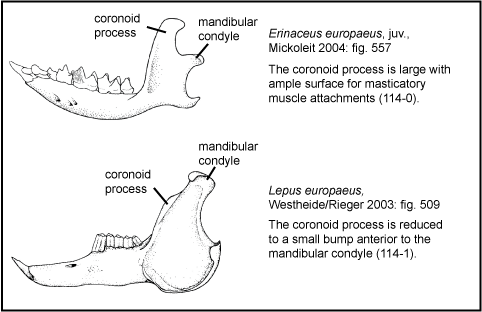 coronoid
process
mandibular
condyle
Erinaceus europaeus, juv.,
Mickoleit 2004: fig. 557
The coronoid process is large with
ample surface for masticatory
muscle attachments (114-0).
mandibular
condyle
coronoid
process
Lepus europaeus,
Westheide/Rieger 2003: fig. 509
The coronoid process is reduced
to a small bump anterior to the
mandibular condyle (114-1).